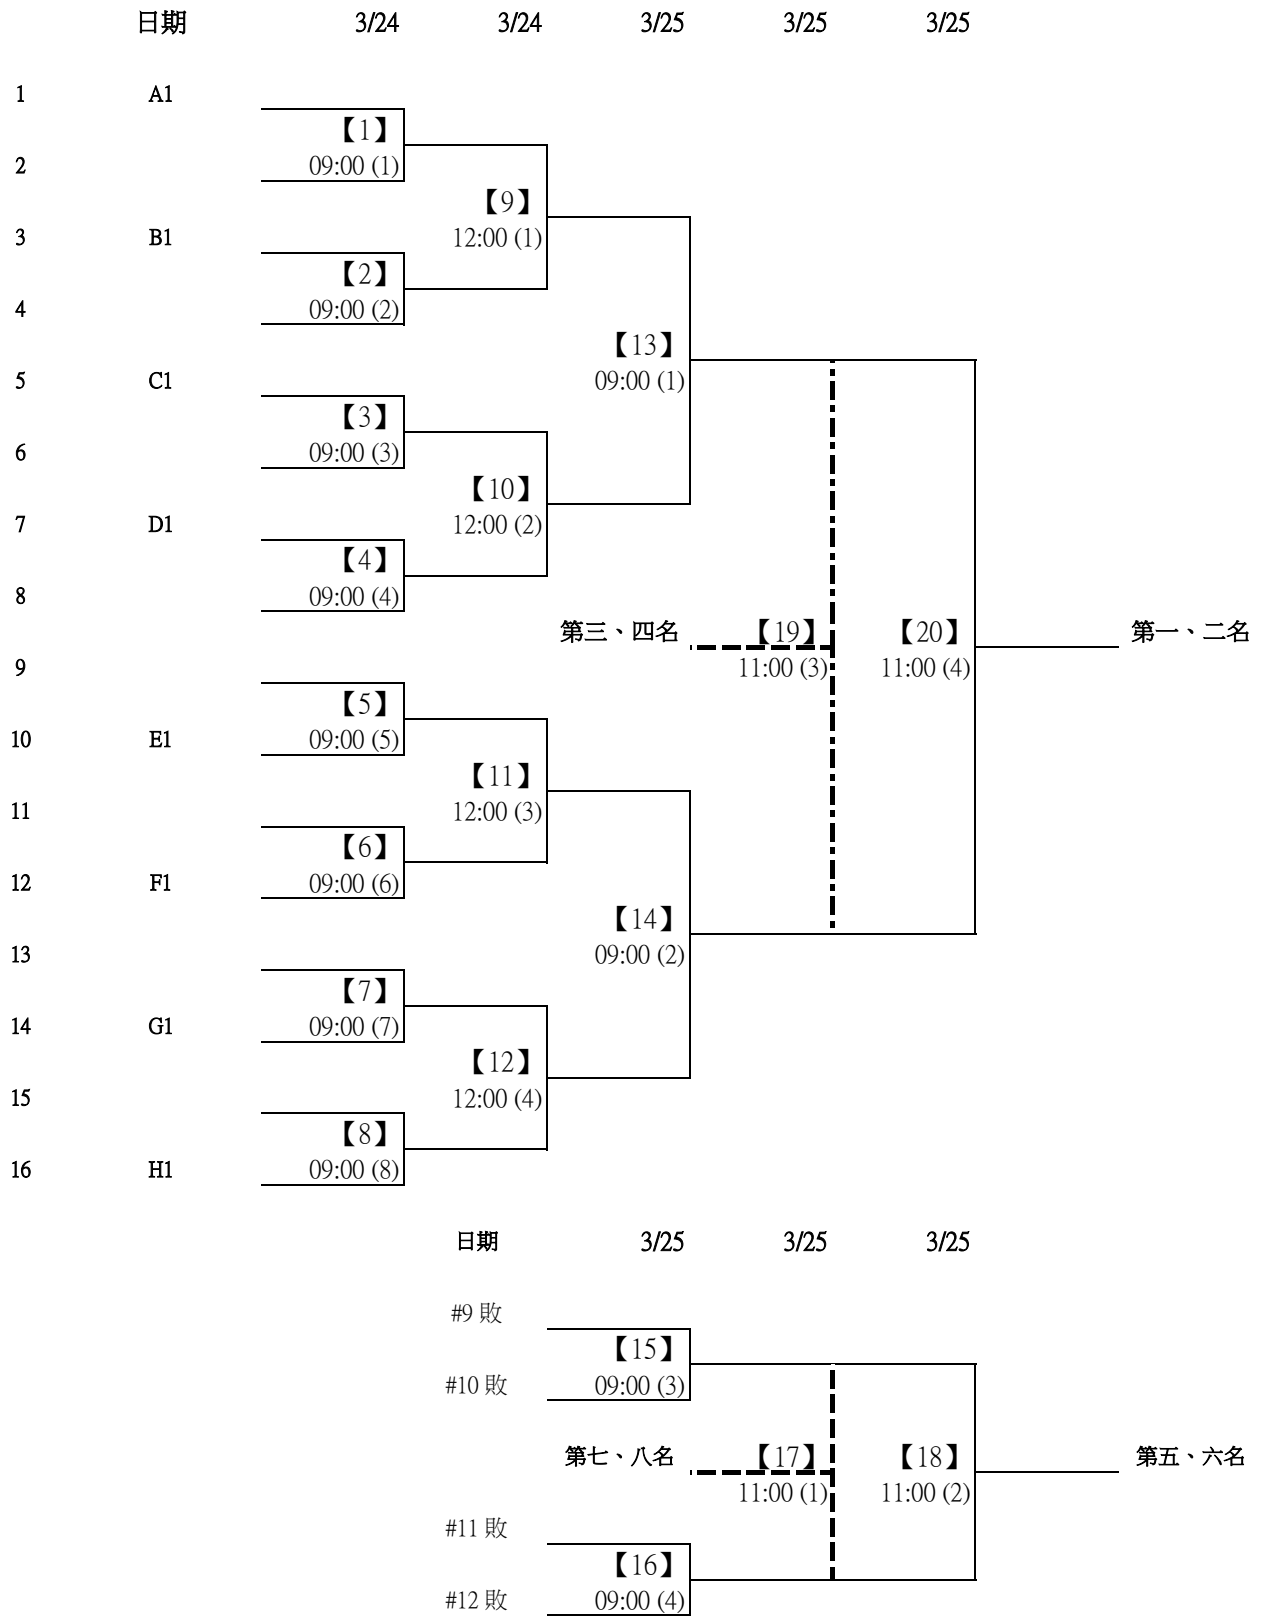 日期 3/24 3/24 3/25 3/25 3/25
1 A1
【1】
2 09:00 (1)
【9】
3 B1 12:00 (1)
【2】
4 09:00 (2)
【13】
5 C1 09:00 (1)
【3】
6 09:00 (3)
【10】
7 D1 12:00 (2)
【4】
8 09:00 (4)
第三、四名 【19】 【20】 第一、二名
9 11:00 (3) 11:00 (4)
【5】
10 E1 09:00 (5)
【11】
11 12:00 (3)
【6】
12 F1 09:00 (6)
【14】
13 09:00 (2)
【7】
14 G1 09:00 (7)
【12】
15 12:00 (4)
【8】
16 H1 09:00 (8)
日期 3/25 3/25 3/25
#9 敗
【15】
#10 敗 09:00 (3)
第七、八名 【17】 【18】 第五、六名
11:00 (1) 11:00 (2)
#11 敗
【16】
#12 敗 09:00 (4)